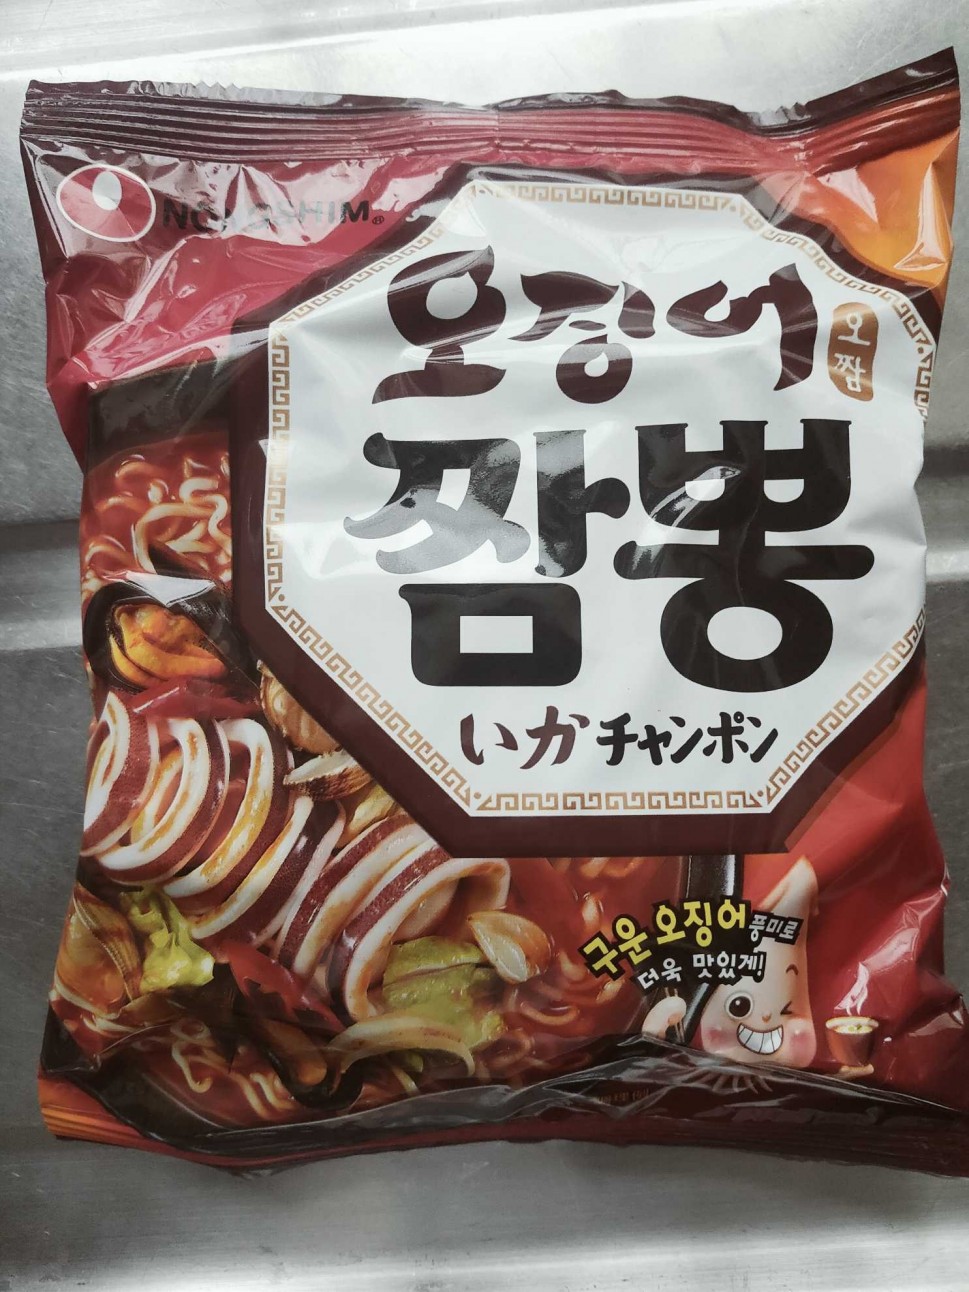 NONGSHIM®
오징어
오
짬
짬뽕
いか チャンポン
구운 오징어 풍미로
더욱 맛있게!